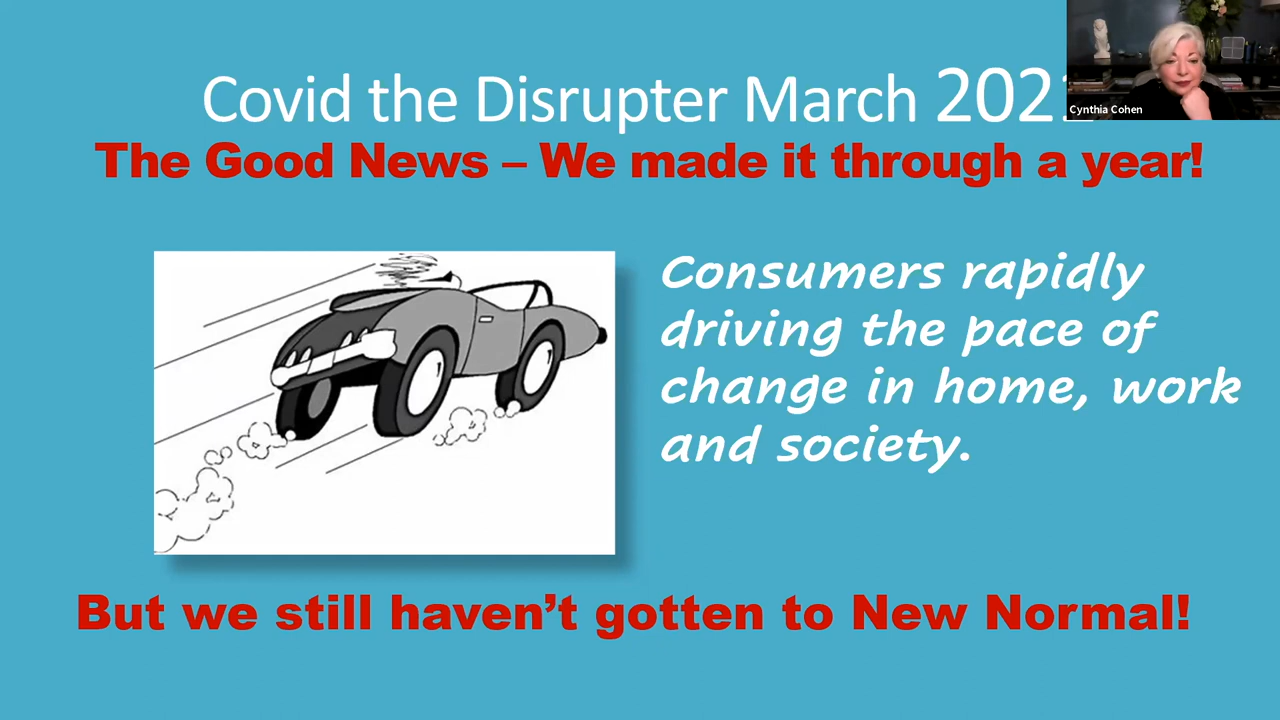 Covid the Disrupter March 2021
Cynthia Cohen
The Good News – We made it through a year!
Consumers rapidly
driving the pace of
change in home, work
and society.
But we still haven’t gotten to New Normal!